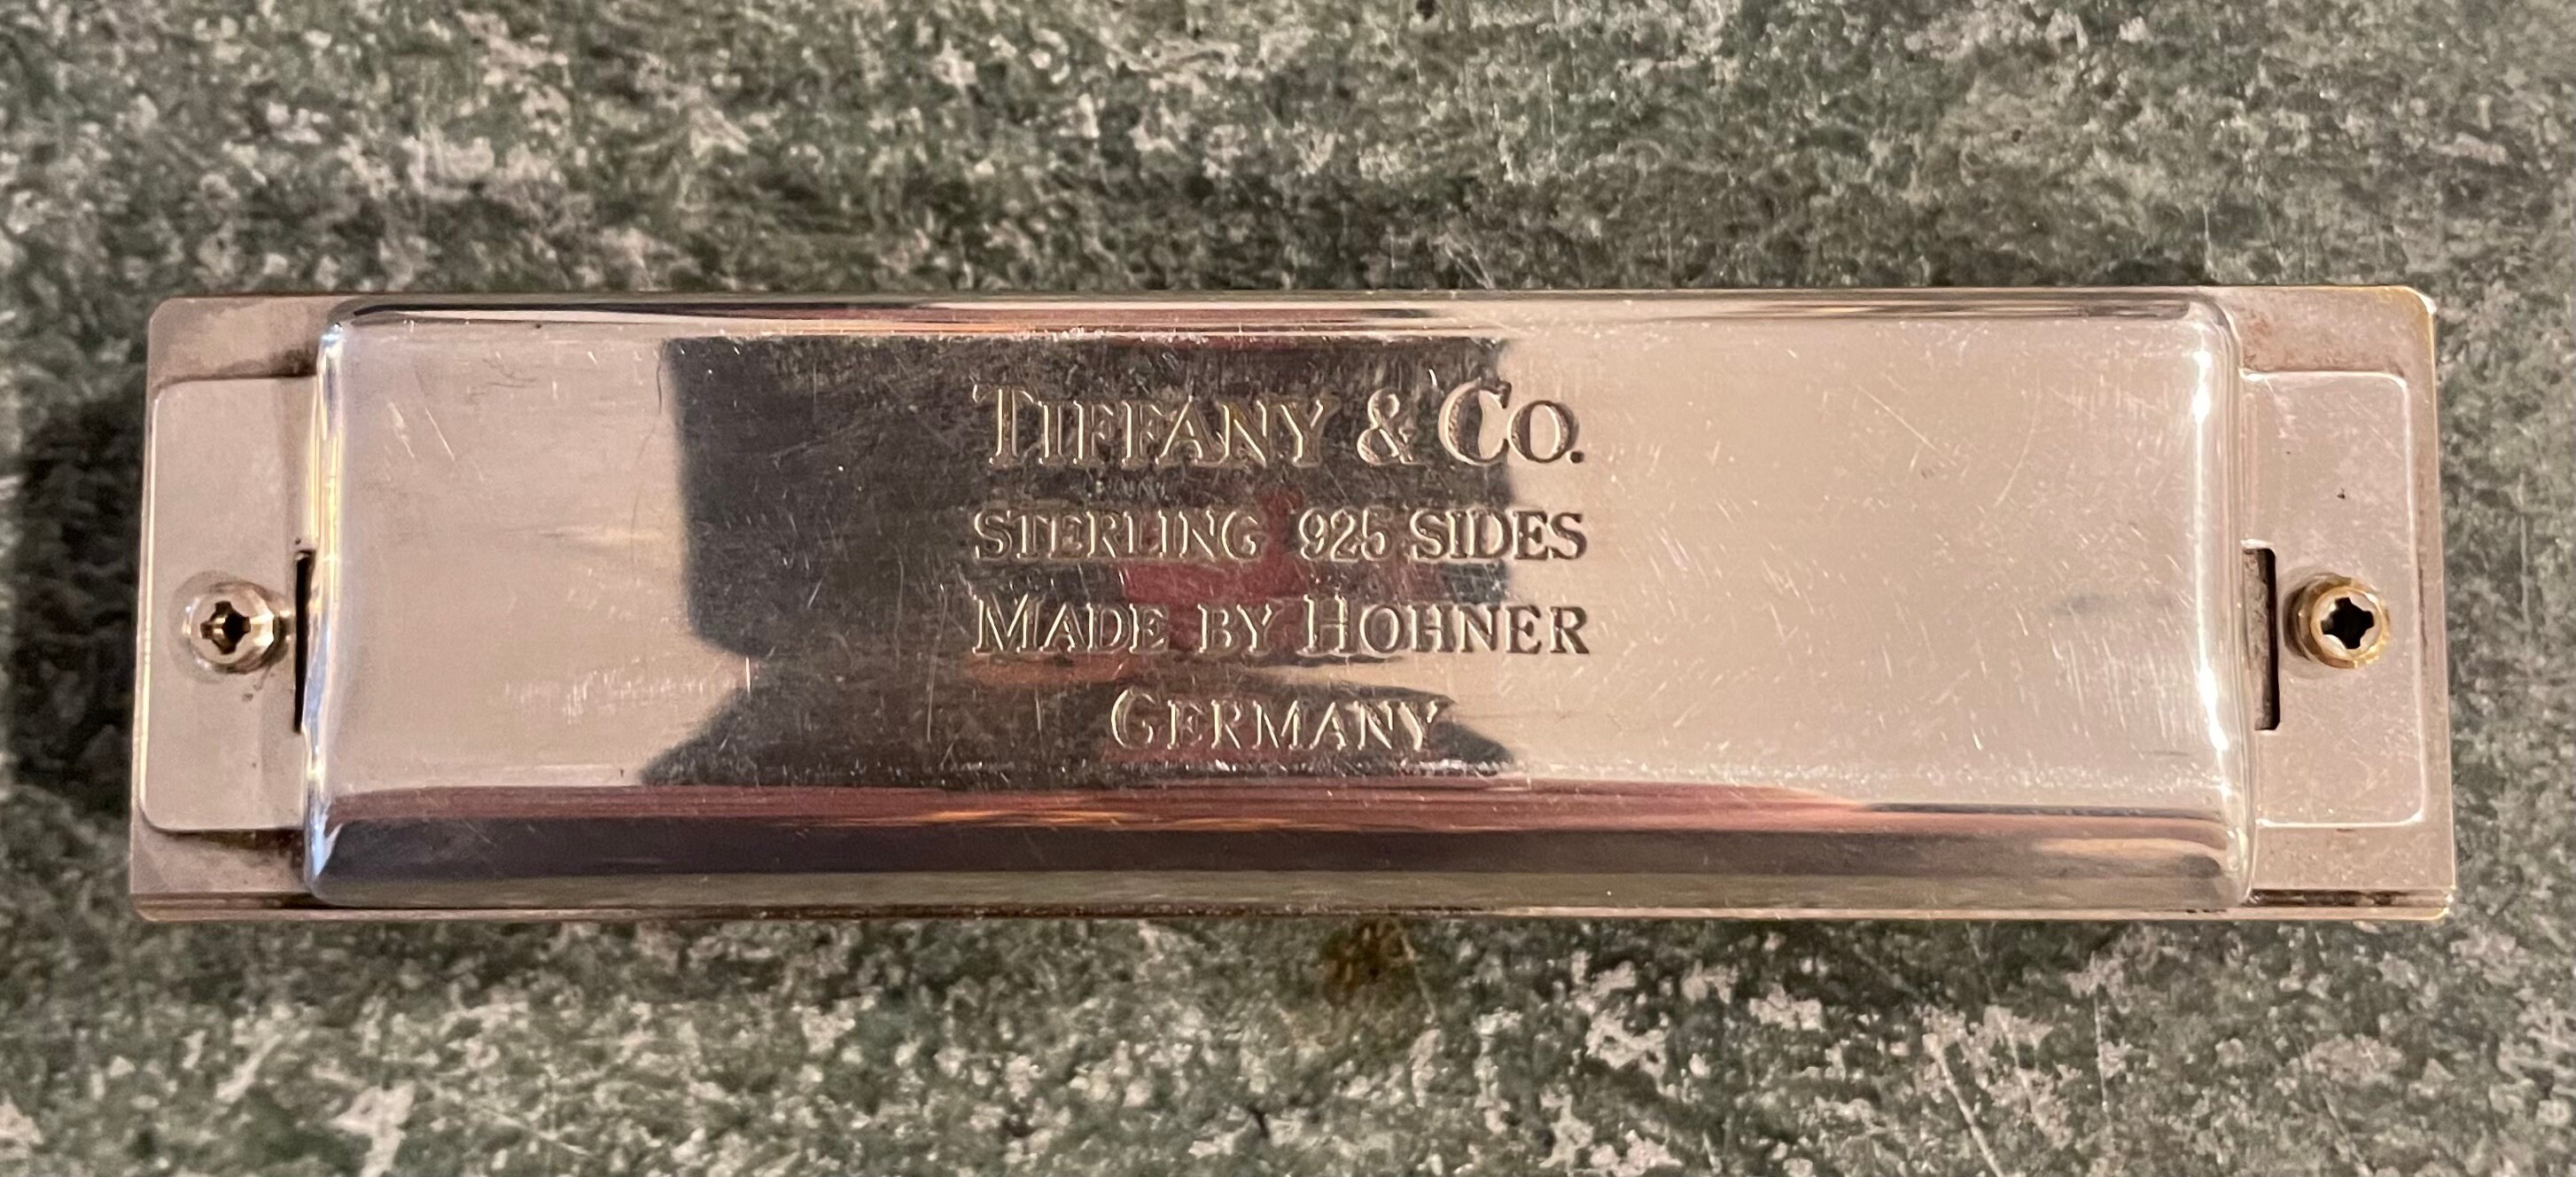 TIFFANY & CO.
STERLING 925 SIDES
MADE BY HOHNER
GERMANY